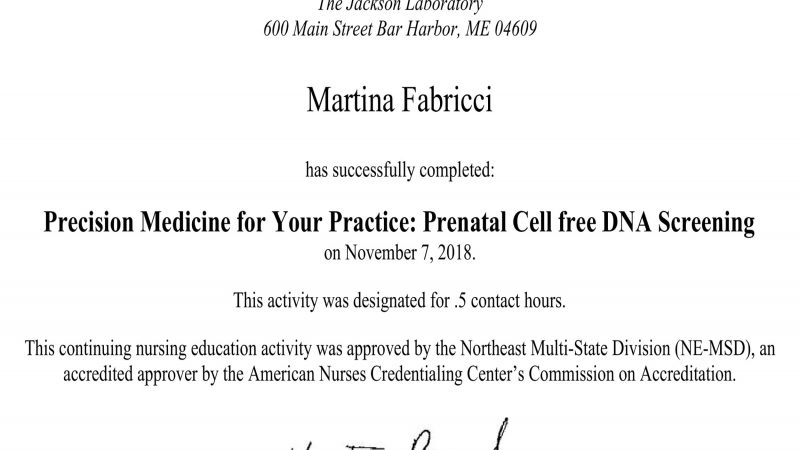 The Jackson Laboratory
600 Main Street Bar Harbor, ME 04609
Martina Fabricci
has successfully completed:
Precision Medicine for Your Practice: Prenatal Cell free DNA Screening
on November 7, 2018.
This activity was designated for .5 contact hours.
This continuing nursing education activity was approved by the Northeast Multi-State Division (NE-MSD), an
accredited approver by the American Nurses Credentialing Center's Commission on Accreditation.